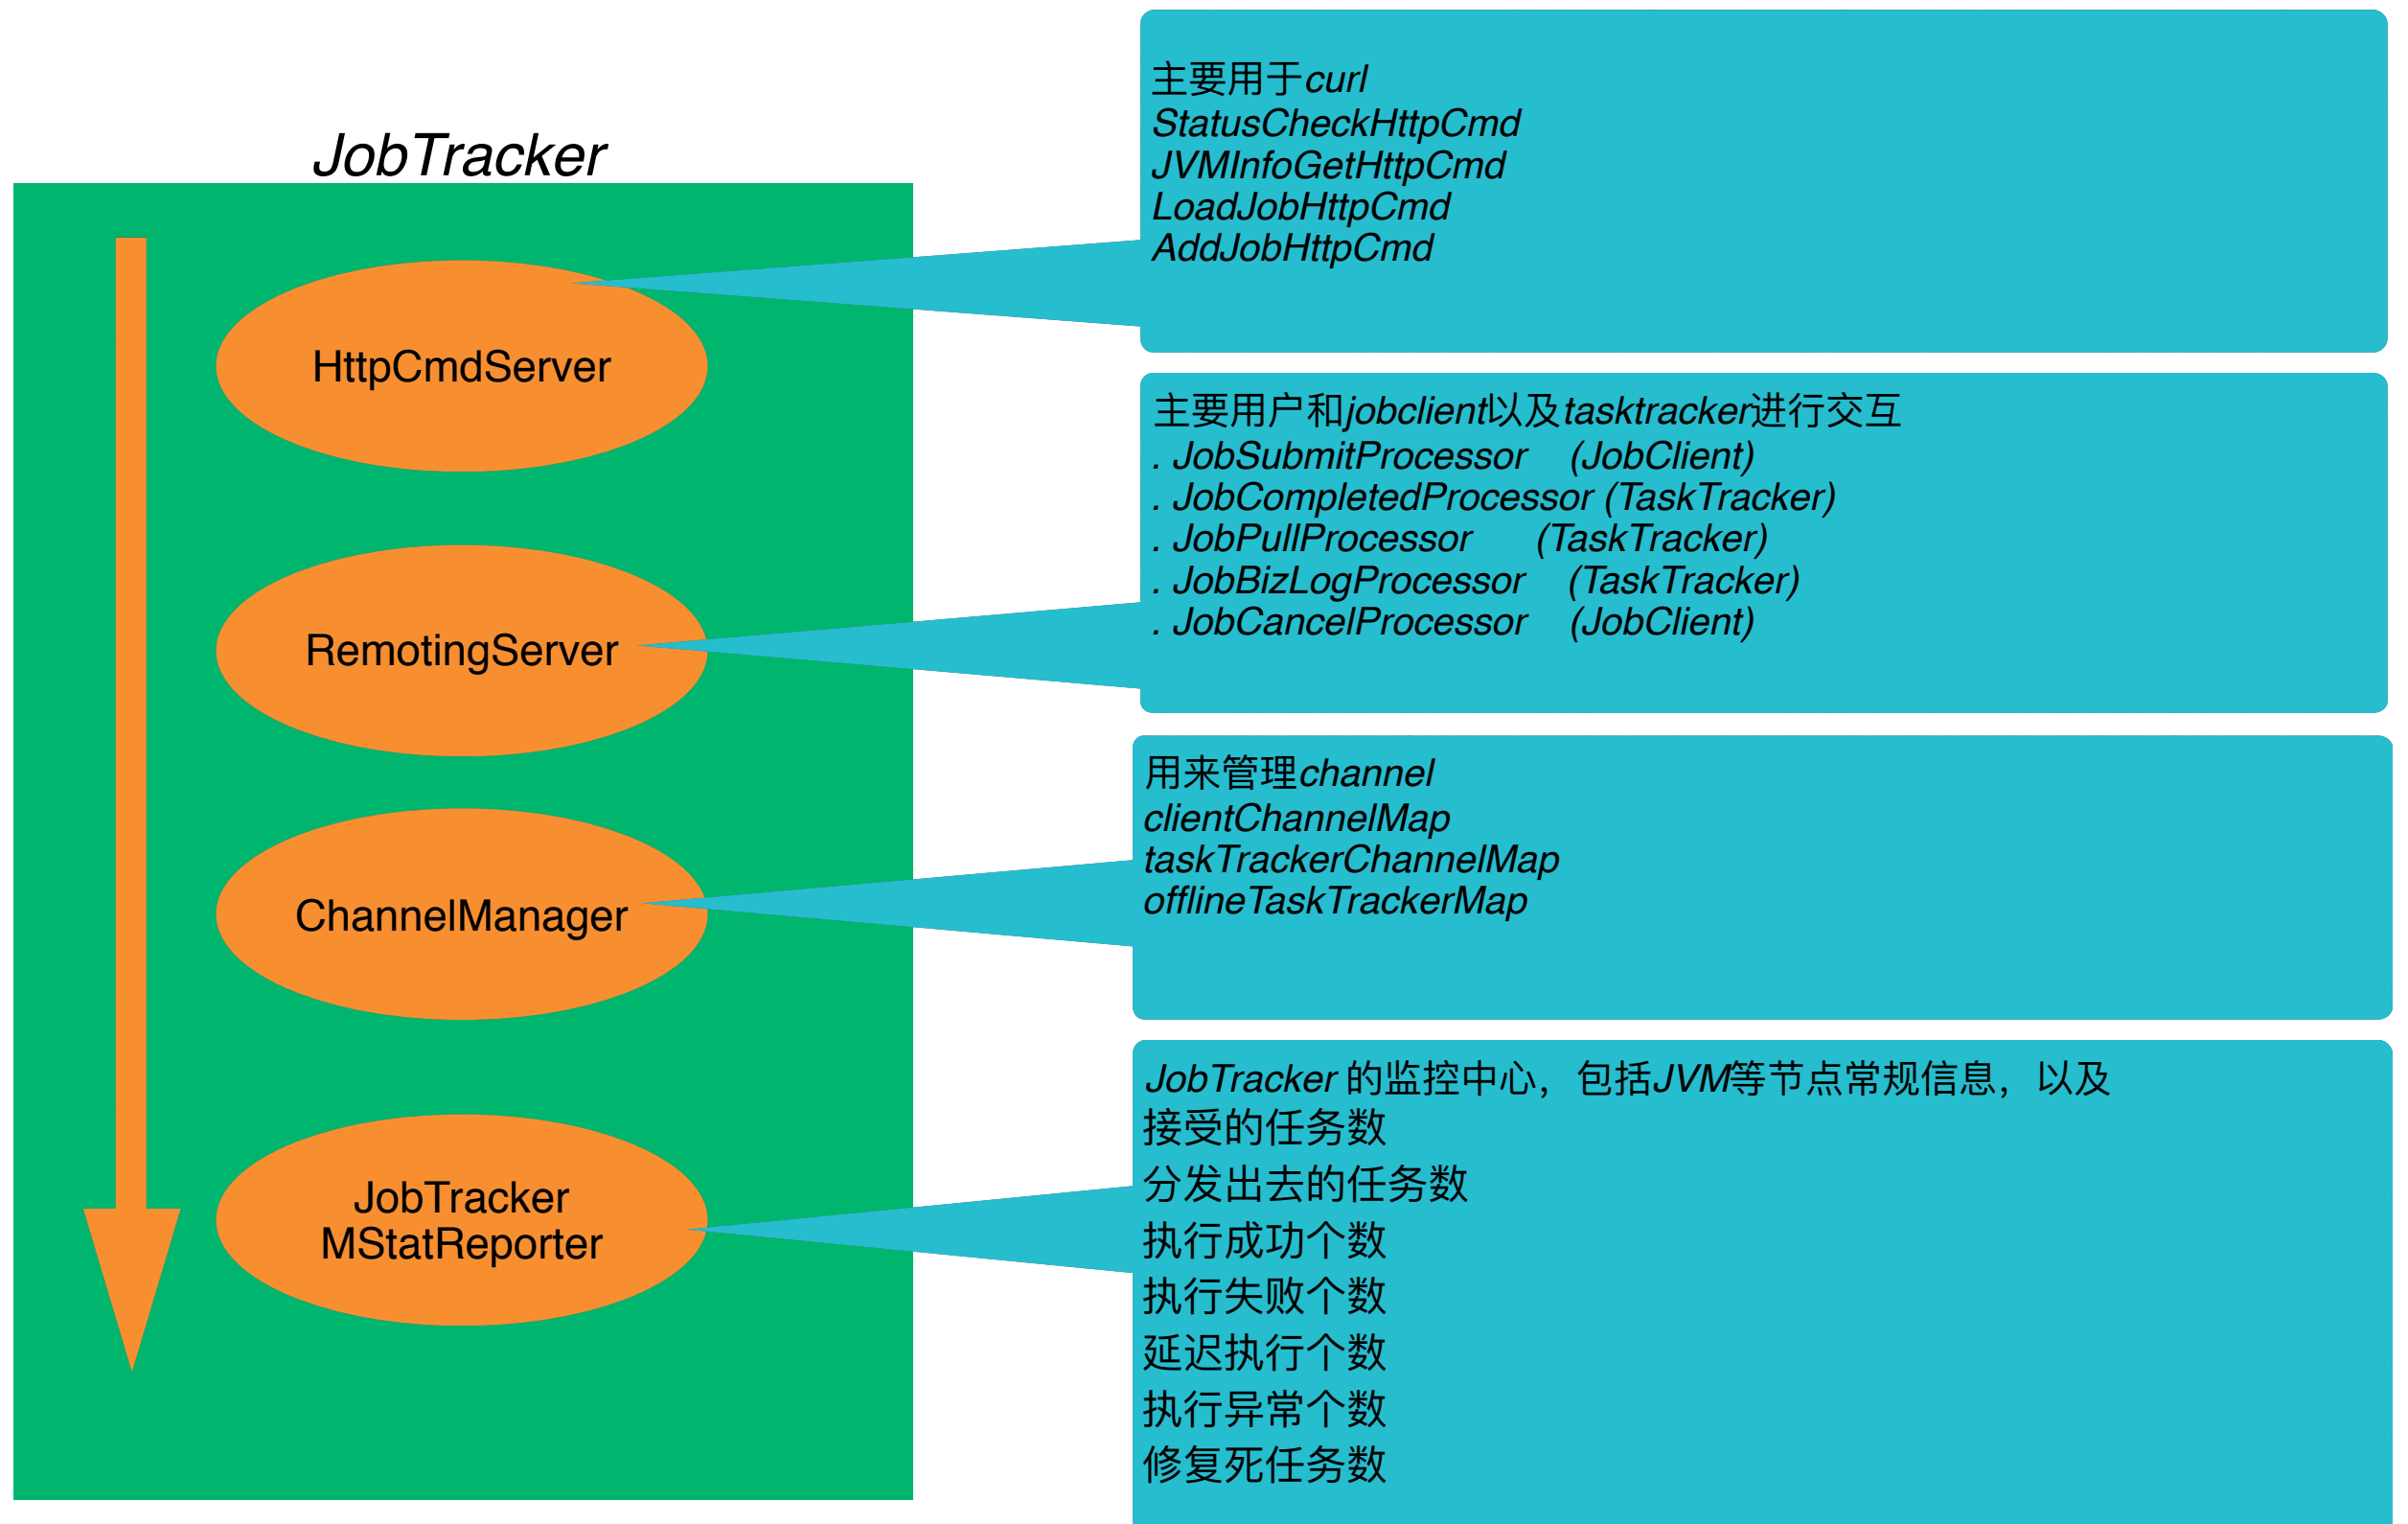 JobTracker
HttpCmdServer
RemotingServer
ChannelManager
JobTracker
MStatReporter
主要用于curl
StatusCheckHttpCmd
JVMInfoGetHttpCmd
LoadJobHttpCmd
AddJobHttpCmd
主要用户和jobclient以及tasktracker进行交互
. JobSubmitProcessor (JobClient)
. JobCompletedProcessor (TaskTracker)
. JobPullProcessor (TaskTracker)
. JobBizLogProcessor (TaskTracker)
. JobCancelProcessor (JobClient)
用来管理channel
clientChannelMap
taskTrackerChannelMap
offlineTaskTrackerMap
JobTracker 的监控中心，包括JVM等节点常规信息，以及
接受的任务数
分发出去的任务数
执行成功个数
执行失败个数
延迟执行个数
执行异常个数
修复死任务数